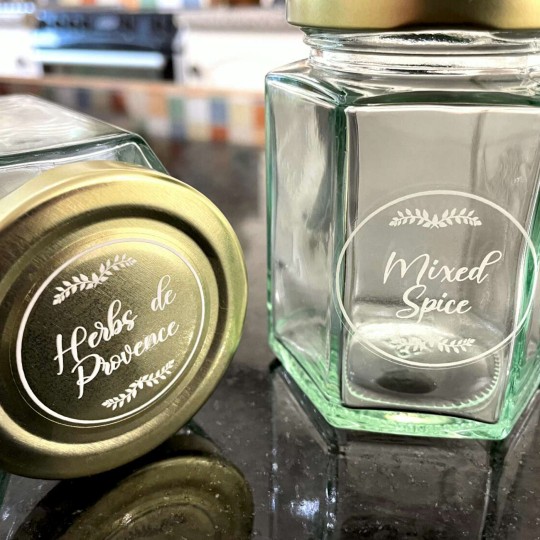 Herbs de
Provence
Mixed
Spice